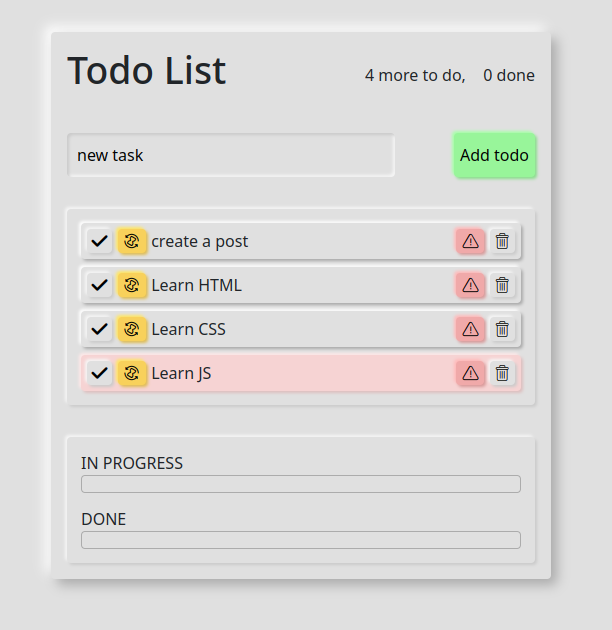 Todo List
4 more to do, 0 done
new task
Add todo
create a post
Learn HTML
Learn CSS
Learn JS
IN PROGRESS
DONE